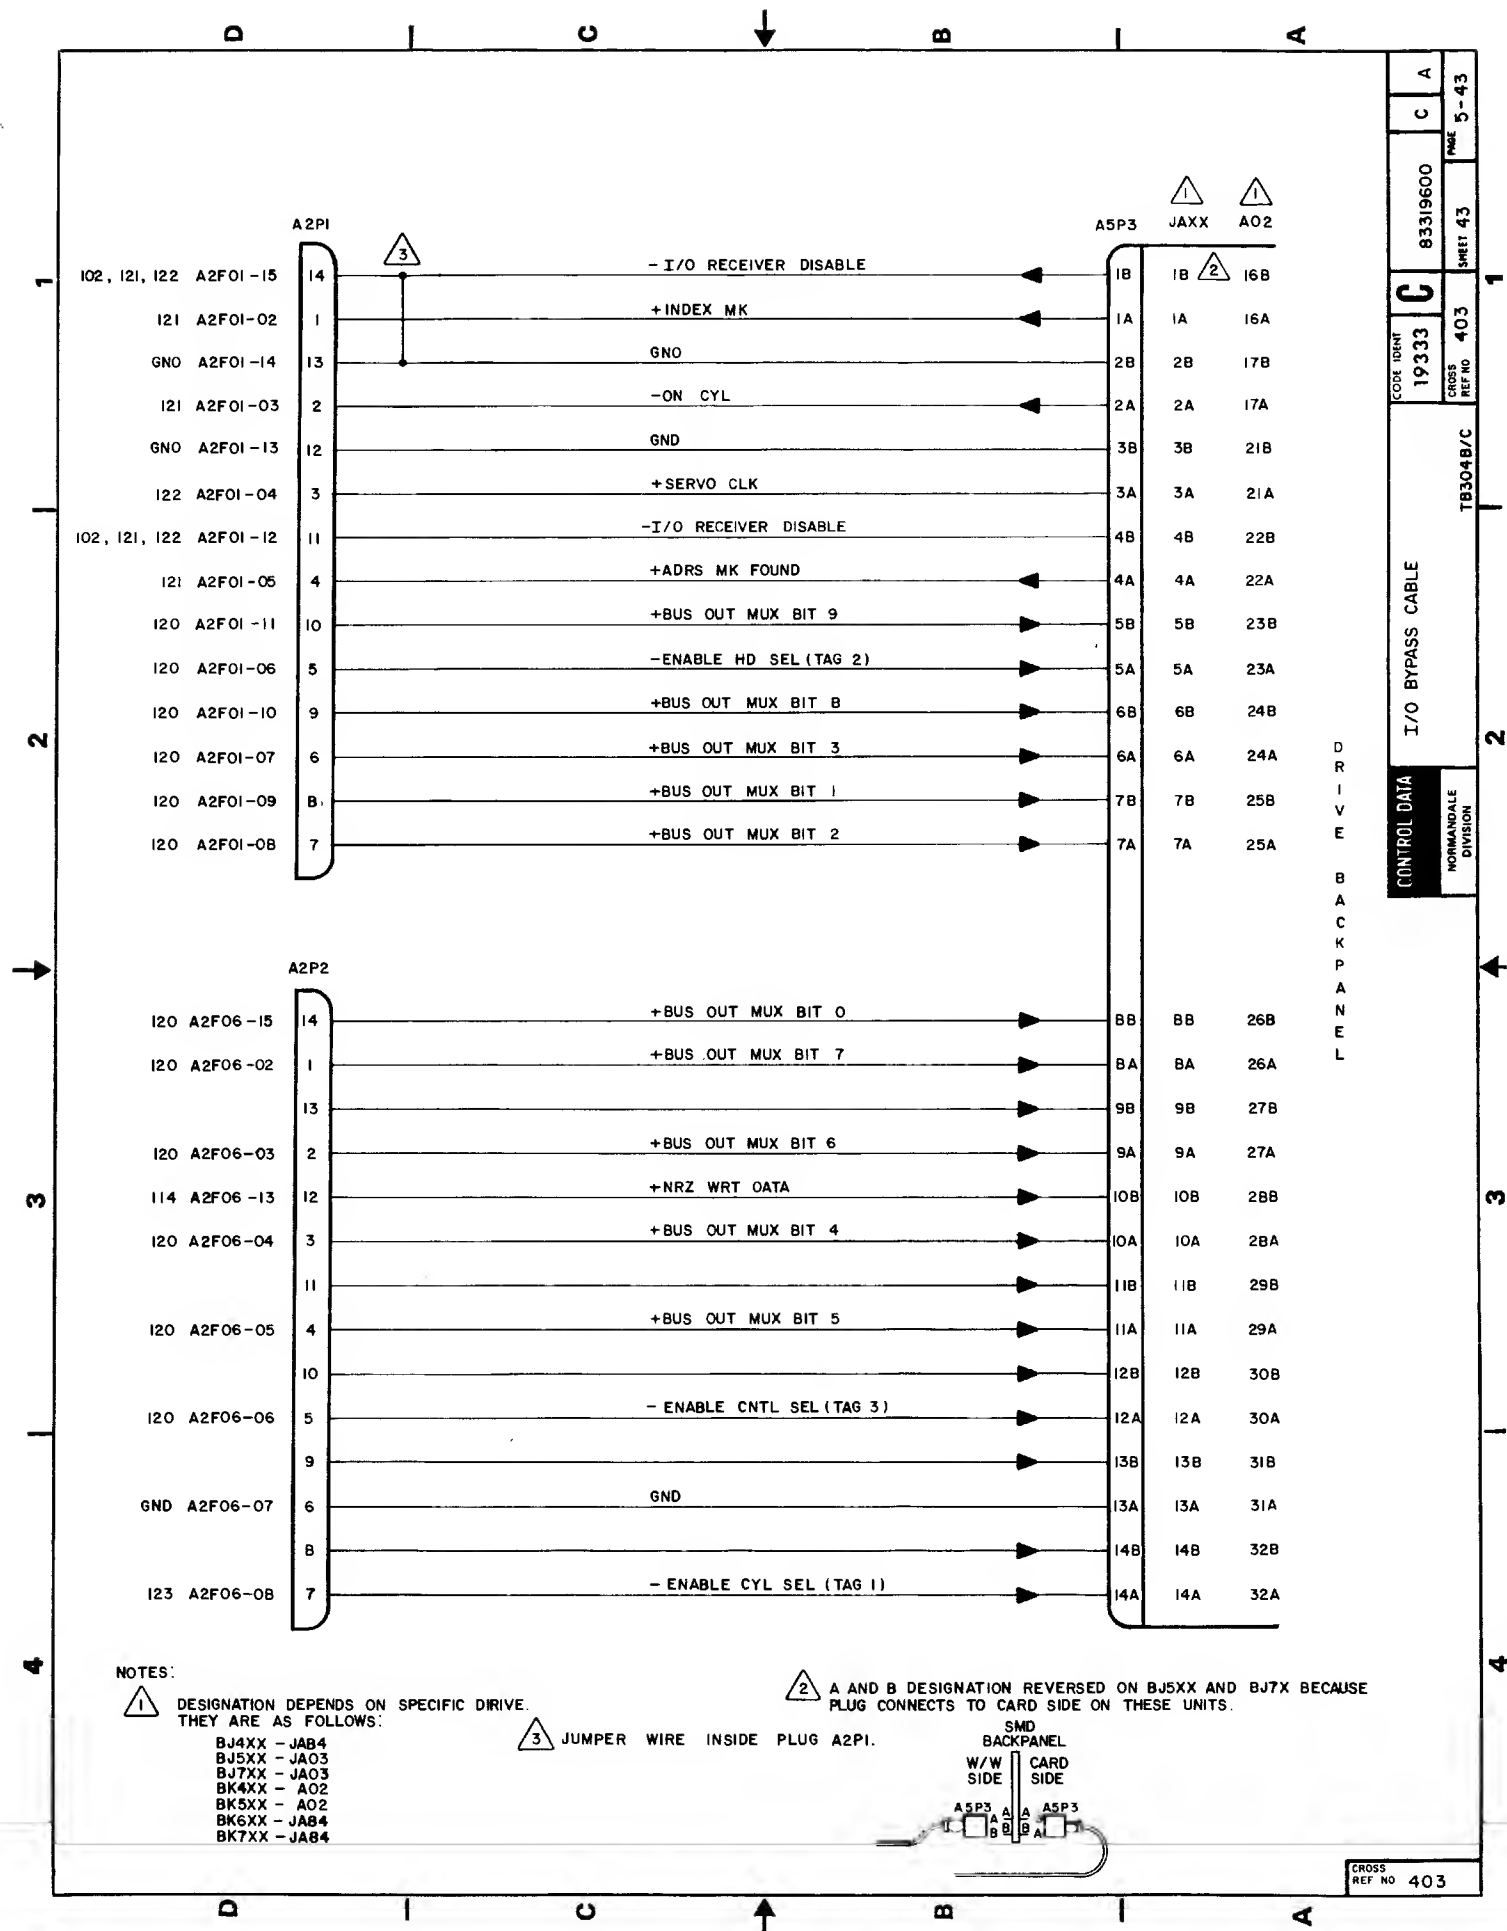 D C B A
A2P1
A5P3 JAXX A02
1 1
3
102, 121, 122 A2F01-15 14 -I/O RECEIVER DISABLE 1B 1B 2 16B
121 A2F01-02 1 +INDEX MK 1A 1A 16A
GNO A2F01-14 13 GNO 2B 2B 17B
121 A2F01-03 2 -ON CYL 2A 2A 17A
GNO A2F01-13 12 GND 3B 3B 21B
122 A2F01-04 3 +SERVO CLK 3A 3A 21A
102, 121, 122 A2F01-12 11 -I/O RECEIVER DISABLE 4B 4B 22B
121 A2F01-05 4 +ADRS MK FOUND 4A 4A 22A
120 A2F01-11 10 +BUS OUT MUX BIT 9 5B 5B 23B
120 A2F01-06 5 -ENABLE HD SEL (TAG 2) 5A 5A 23A
120 A2F01-10 9 +BUS OUT MUX BIT 8 6B 6B 24B
120 A2F01-07 6 +BUS OUT MUX BIT 3 6A 6A 24A
120 A2F01-09 8 +BUS OUT MUX BIT 1 7B 7B 25B
120 A2F01-08 7 +BUS OUT MUX BIT 2 7A 7A 25A
DRIVE BACKPANEL
A2P2
120 A2F06-15 14 +BUS OUT MUX BIT 0 8B 8B 26B
120 A2F06-02 1 +BUS OUT MUX BIT 7 8A 8A 26A
13 9B 9B 27B
120 A2F06-03 2 +BUS OUT MUX BIT 6 9A 9A 27A
114 A2F06-13 12 +NRZ WRT OATA 10B 10B 28B
120 A2F06-04 3 +BUS OUT MUX BIT 4 10A 10A 28A
11 11B 11B 29B
120 A2F06-05 4 +BUS OUT MUX BIT 5 11A 11A 29A
10 12B 12B 30B
120 A2F06-06 5 - ENABLE CNTL SEL (TAG 3) 12A 12A 30A
9 13B 13B 31B
GND A2F06-07 6 GND 13A 13A 31A
8 14B 14B 32B
123 A2F06-08 7 - ENABLE CYL SEL (TAG 1) 14A 14A 32A
NOTES:
1 DESIGNATION DEPENDS ON SPECIFIC DIRIVE.
THEY ARE AS FOLLOWS:
BJ4XX - JA84
BJ5XX - JA03
BJ7XX - JA03
BK4XX - A02
BK5XX - A02
BK6XX - JA84
BK7XX - JA84
3 JUMPER WIRE INSIDE PLUG A2P1.
2 A AND B DESIGNATION REVERSED ON BJ5XX AND BJ7X BECAUSE
PLUG CONNECTS TO CARD SIDE ON THESE UNITS.
SMD
BACKPANEL
W/W SIDE
CARD SIDE
A5P3 A B A B A B A A5P3
CONTROL DATA
NORMANDALE
DIVISION
I/O BYPASS CABLE
TB304B/C
CODE IDENT
19333
C
83319600
C
A
CROSS
REF NO 403
SHEET 43
PAGE 5-43
1 2 3 4
1 2 3 4
CROSS
REF NO 403
D C B A